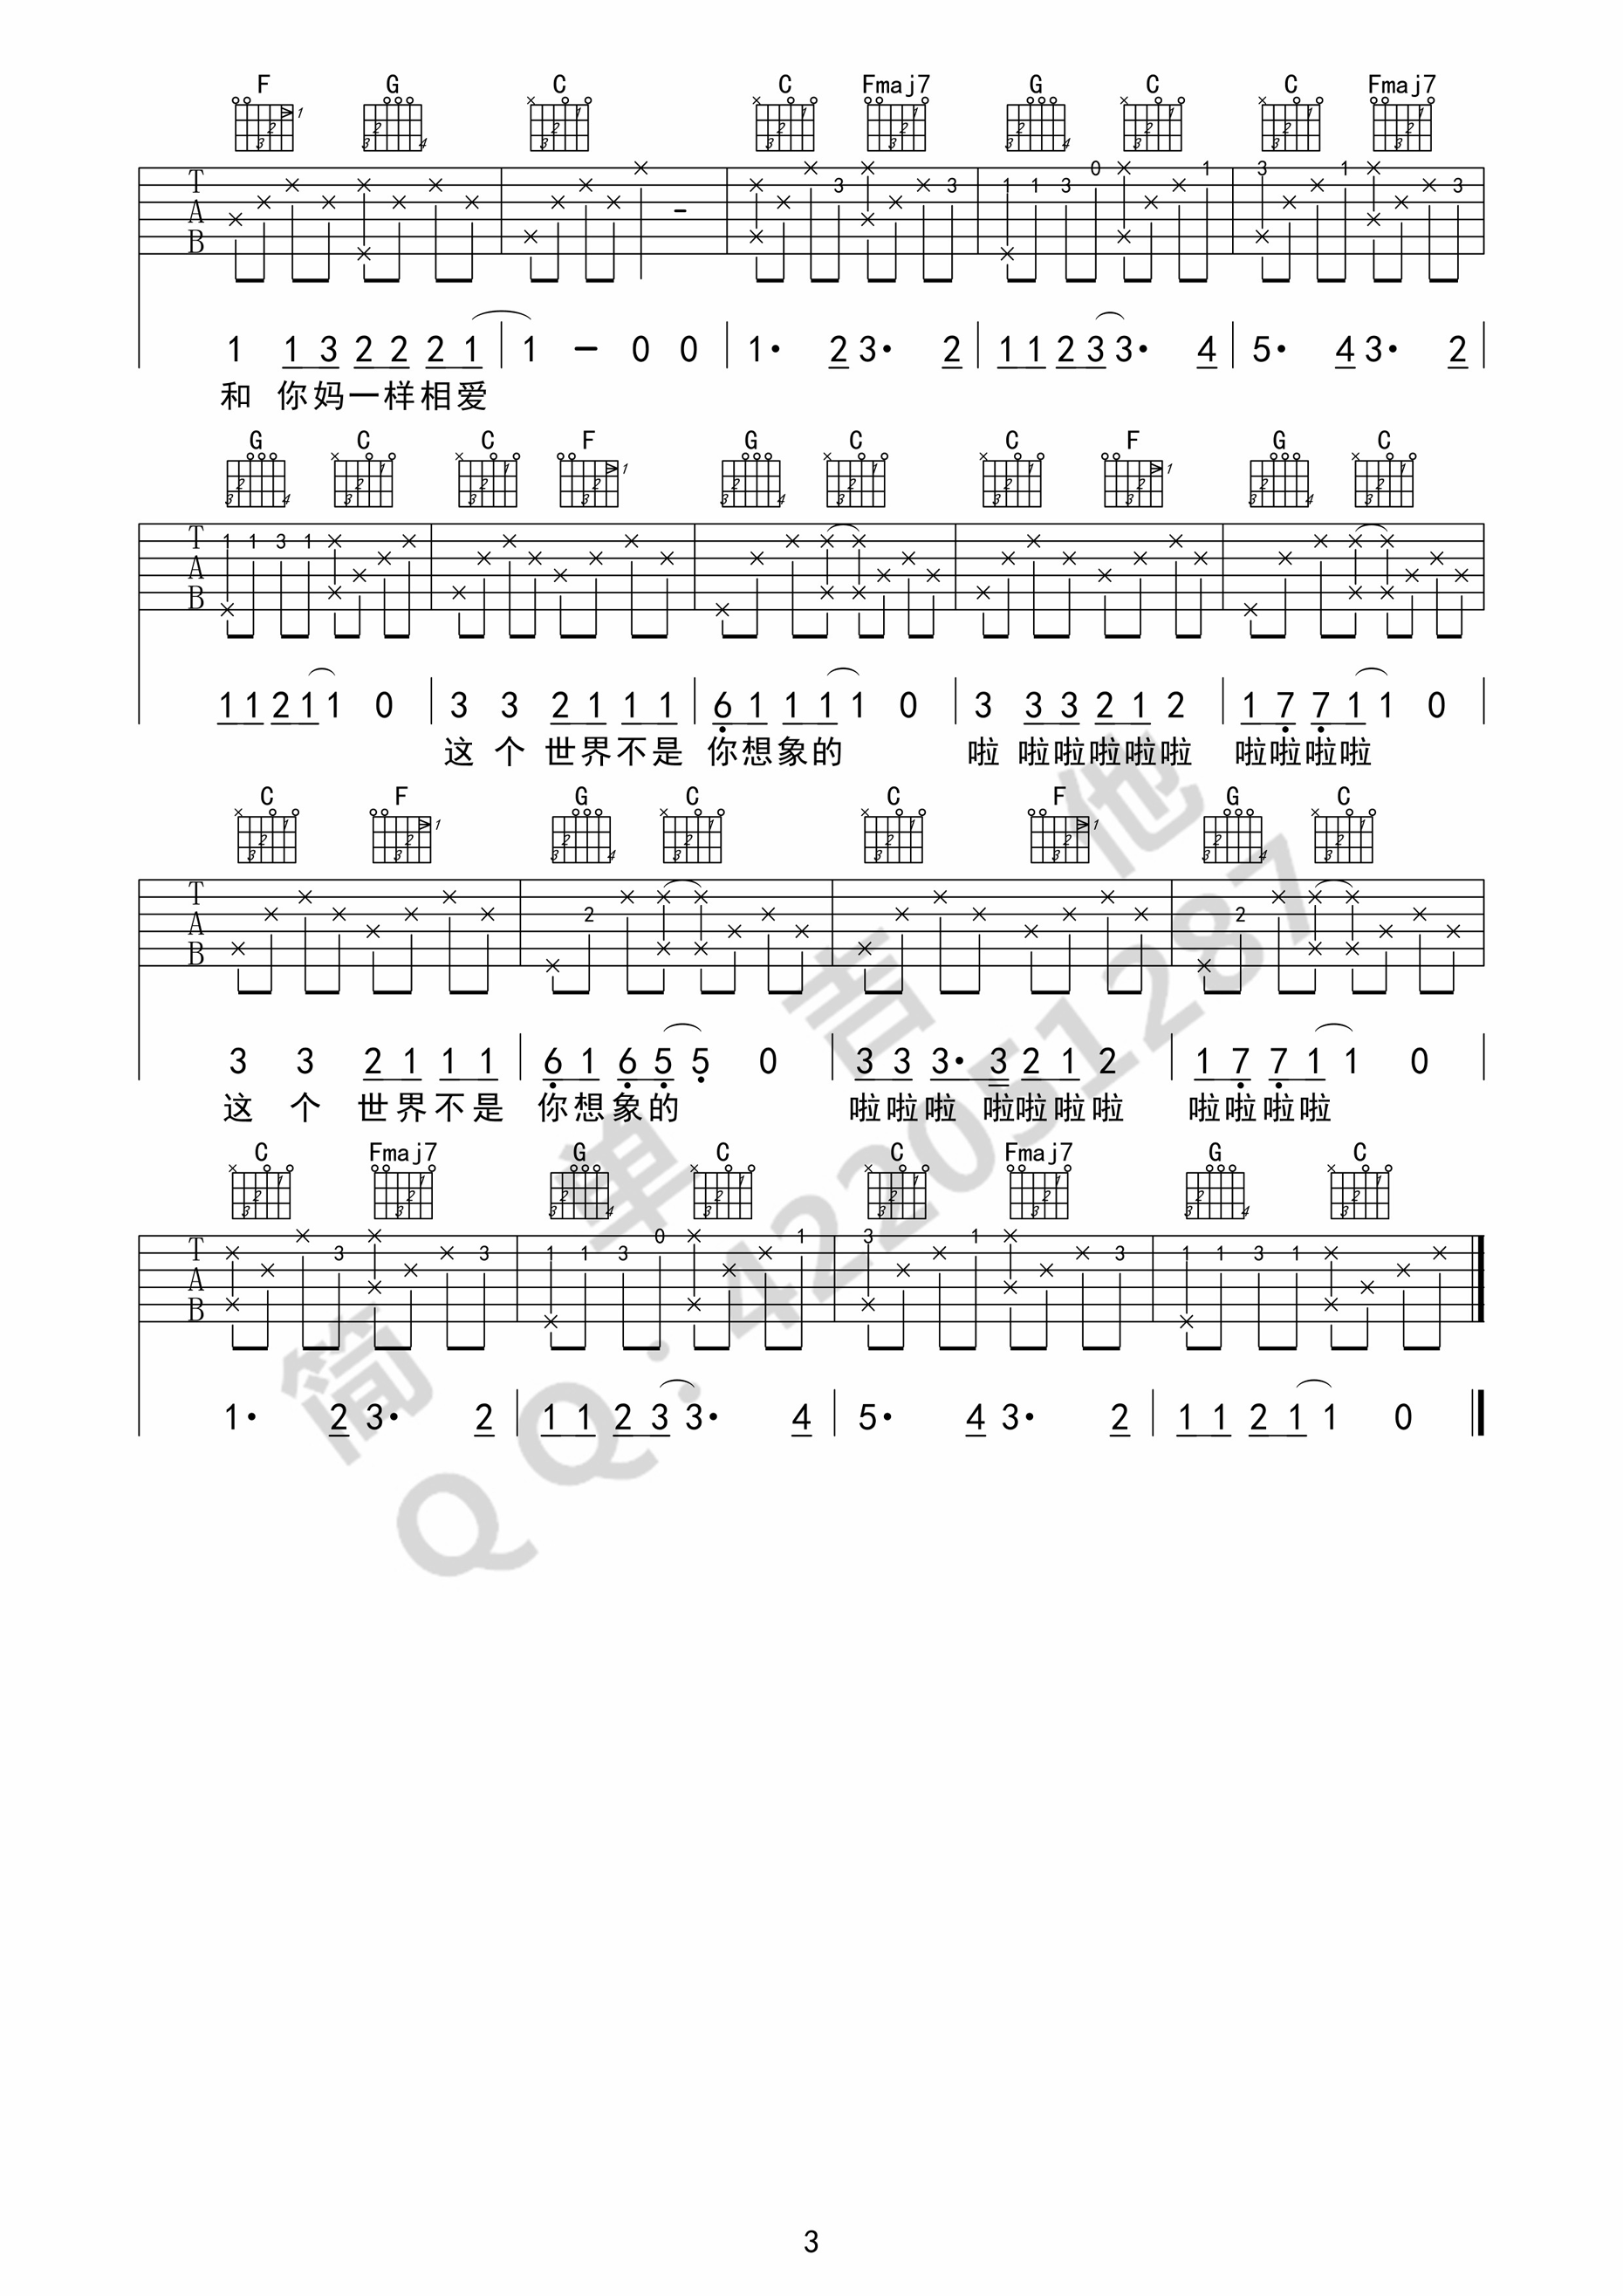 F G C C Fmaj7 G C C Fmaj7
1 1 3 2 2 2 1 1 — 0 0 1· 2 3· 2 1 1 2 3 3· 4 5· 4 3· 2
和 你妈一样相爱
G C C F G C C F G C
1 1 2 1 1 0 3 3 2 1 1 1 6 1 1 1 1 0 3 3 3 2 1 2 1 7 7 1 1 0
这 个 世界不是 你想象的 啦 啦啦啦啦啦 啦啦啦啦
C F G C C F G C
3 3 2 1 1 1 6 1 6 5 5 0 3 3 3· 3 2 1 2 1 7 7 1 1 0
这 个 世界不是 你想象的 啦啦啦 啦啦啦啦 啦啦啦啦
C Fmaj7 G C C Fmaj7 G C
1· 2 3· 2 1 1 2 3 3· 4 5· 4 3· 2 1 1 2 1 1 0
简单吉他
QQ：422051287
3